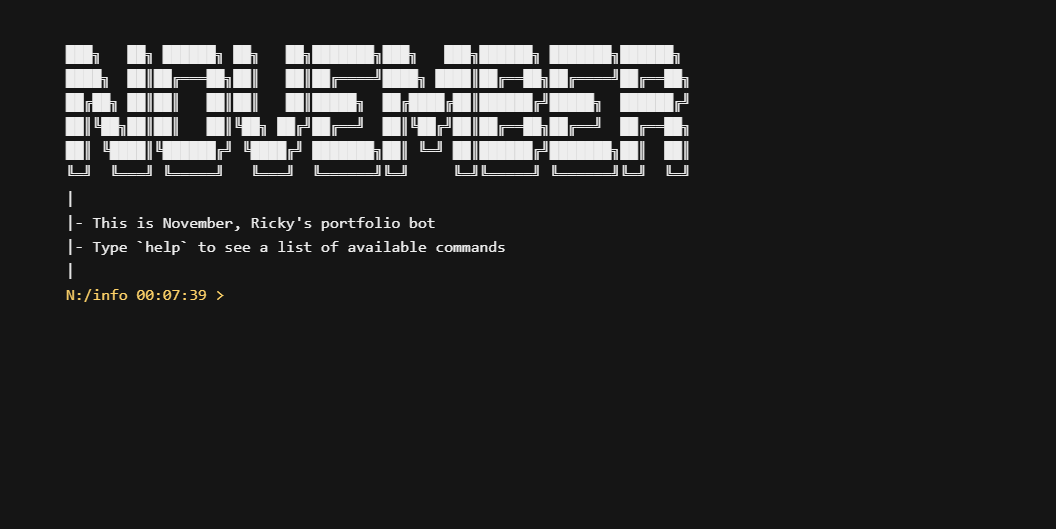 NOVEMBER
|
|- This is November, Ricky's portfolio bot
|- Type `help` to see a list of available commands
|
N:/info 00:07:39 >